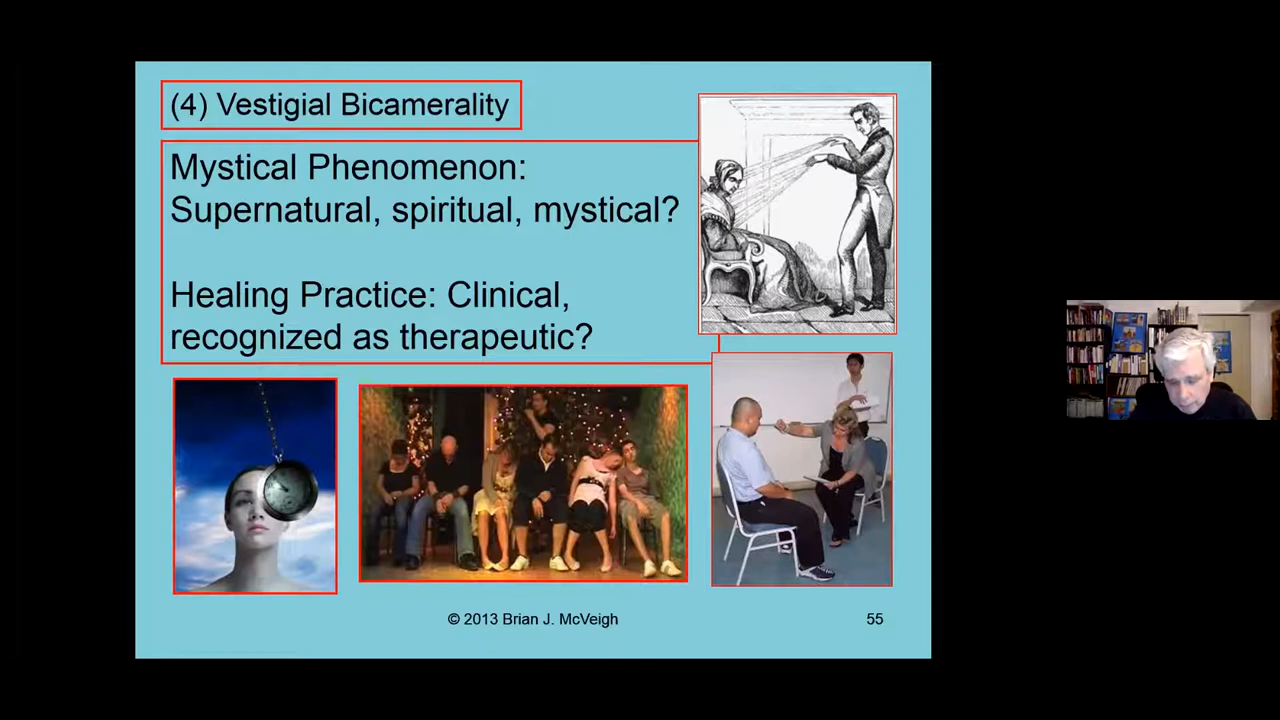 (4) Vestigial Bicamerality
Mystical Phenomenon:
Supernatural, spiritual, mystical?
Healing Practice: Clinical,
recognized as therapeutic?
© 2013 Brian J. McVeigh
55